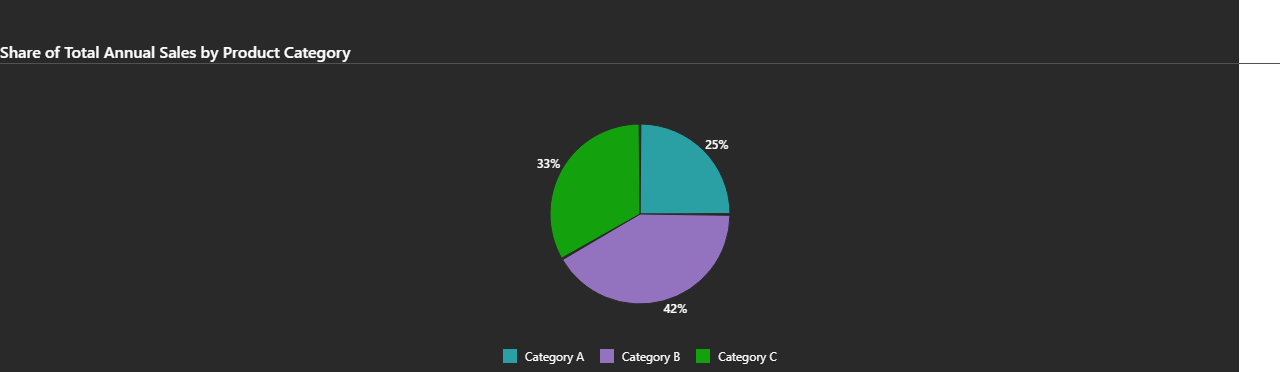 Share of Total Annual Sales by Product Category
25%
33%
42%
Category A
Category B
Category C